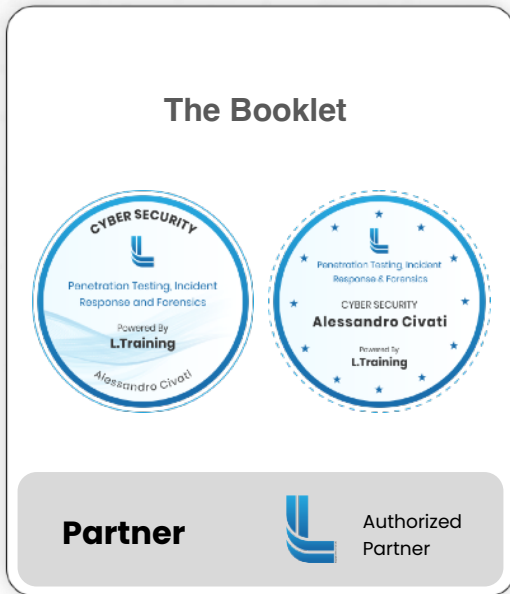 The Booklet
CYBER SECURITY
Penetration Testing, Incident
Response and Forensics
Powered By
L.Training
Alessandro Civati
Penetration Testing, Incident
Response & Forensics
CYBER SECURITY
Alessandro Civati
Powered By
L.Training
Partner
Authorized
Partner